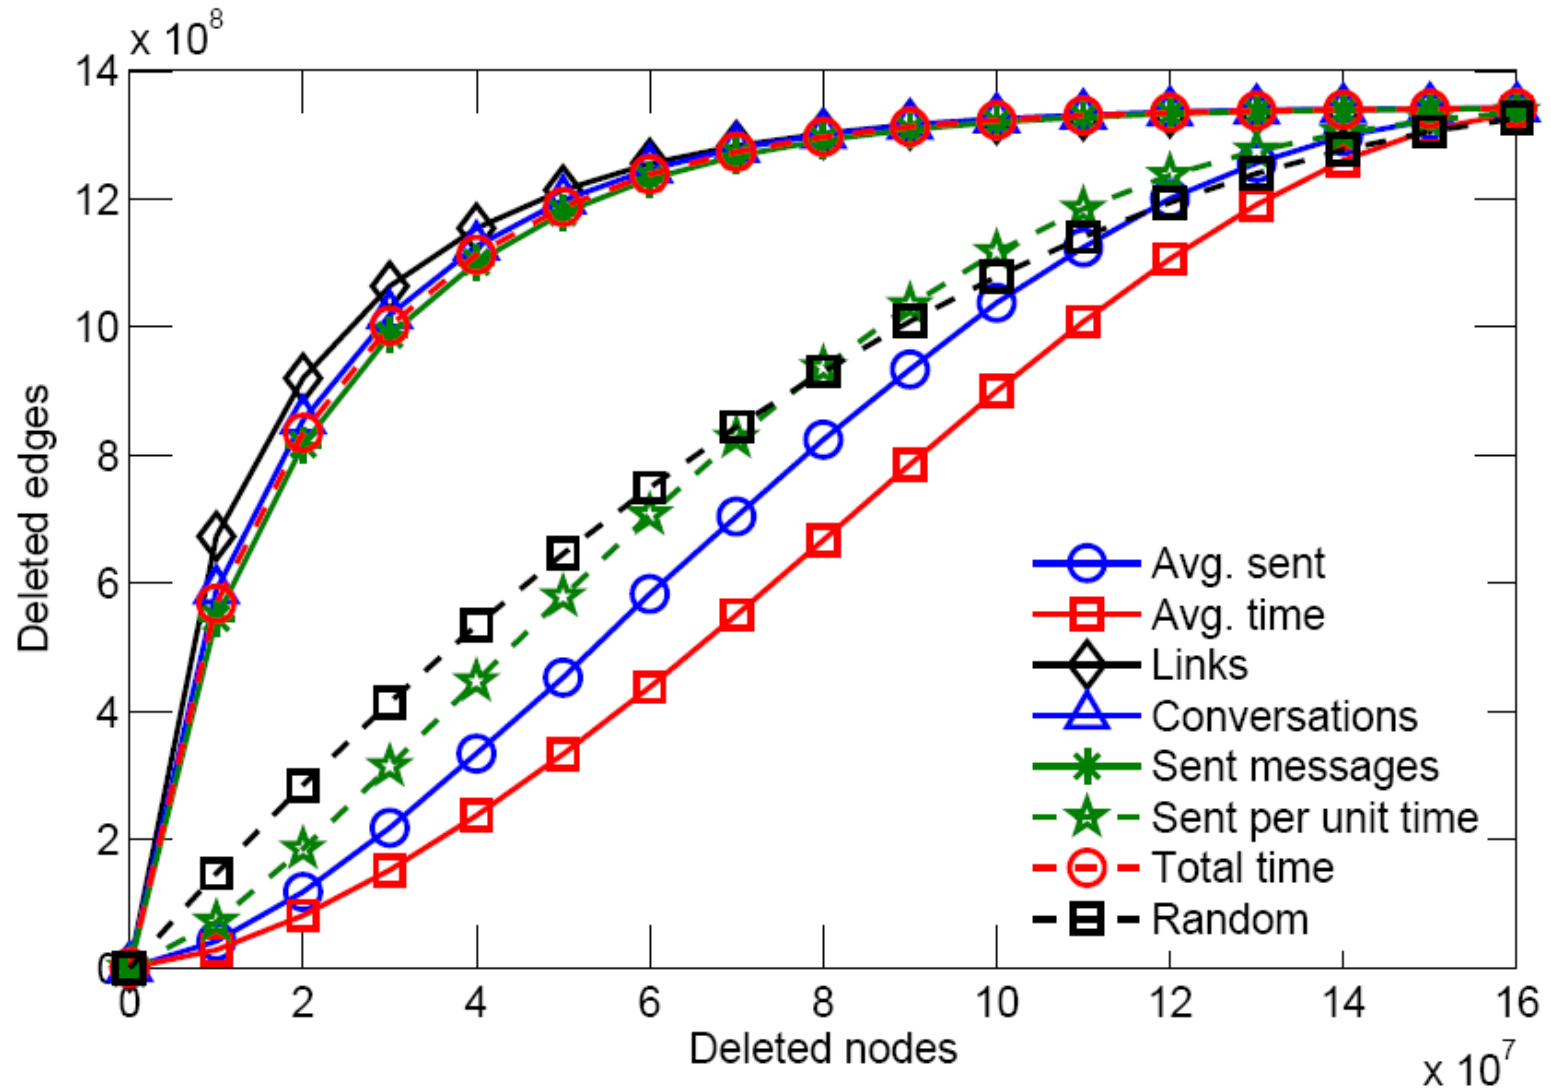 x 10^8
14
12
10
8
6
4
2
0
Deleted edges
Avg. sent
Avg. time
Links
Conversations
Sent messages
Sent per unit time
Total time
Random
0 2 4 6 8 10 12 14 16
Deleted nodes
x 10^7